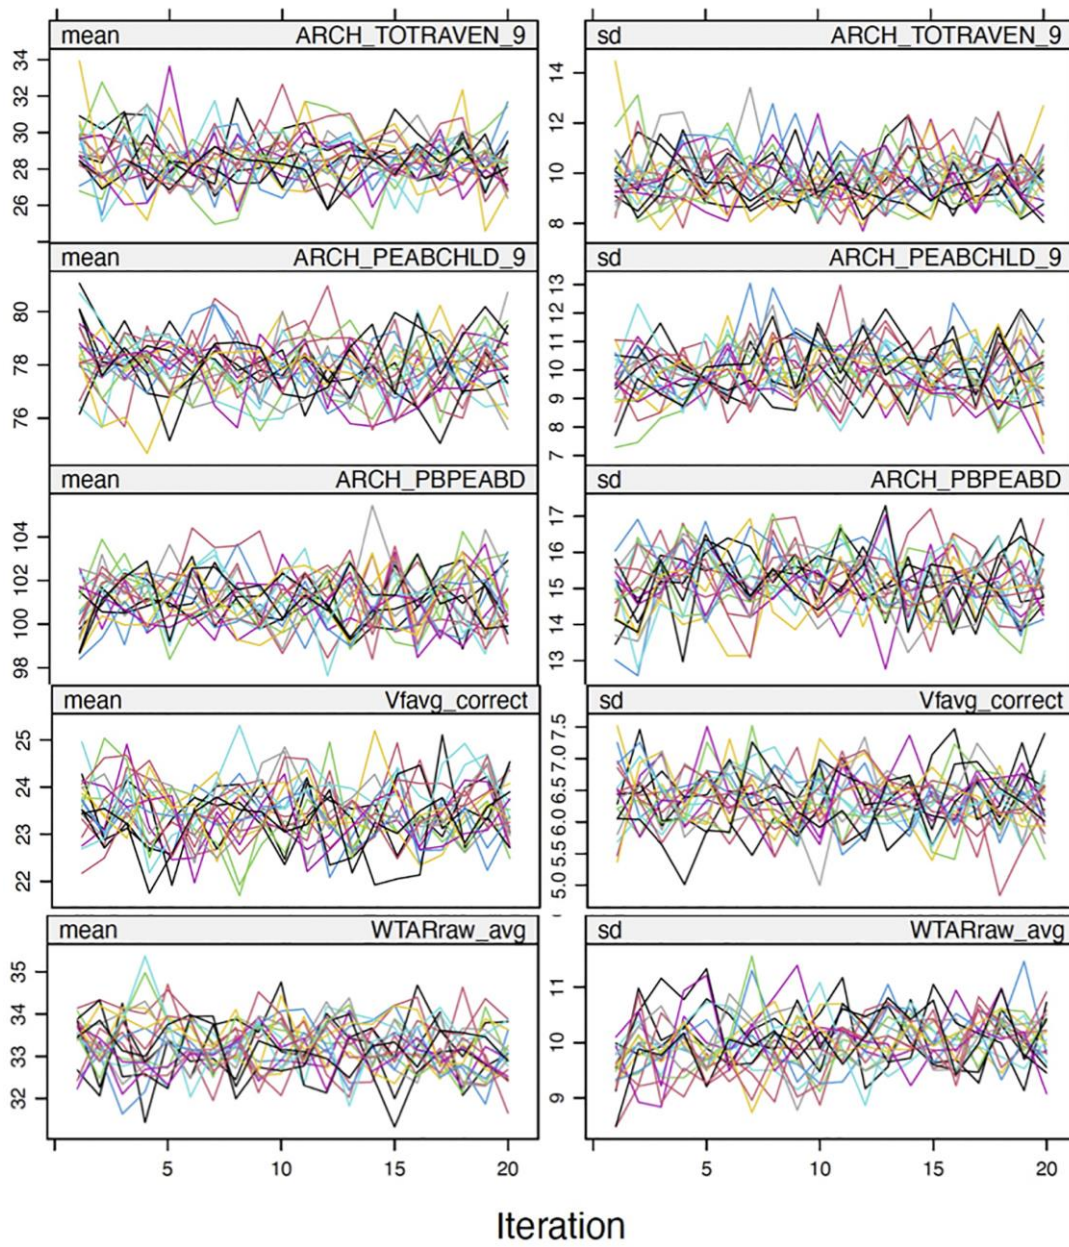 mean ARCH_TOTRAVEN_9 sd ARCH_TOTRAVEN_9
34 32 30 28 26
14 12 10 8
mean ARCH_PEABCHLD_9 sd ARCH_PEABCHLD_9
80 78 76
13 12 11 10 9 8 7
mean ARCH_PBPEABD sd ARCH_PBPEABD
104 102 100 98
17 16 15 14 13
mean Vfavg_correct sd Vfavg_correct
25 24 23 22
7.5 7.0 6.5 6.0 5.5 5.0
mean WTARraw_avg sd WTARraw_avg
35 34 33 32
11 10 9
5 10 15 20 5 10 15 20
Iteration